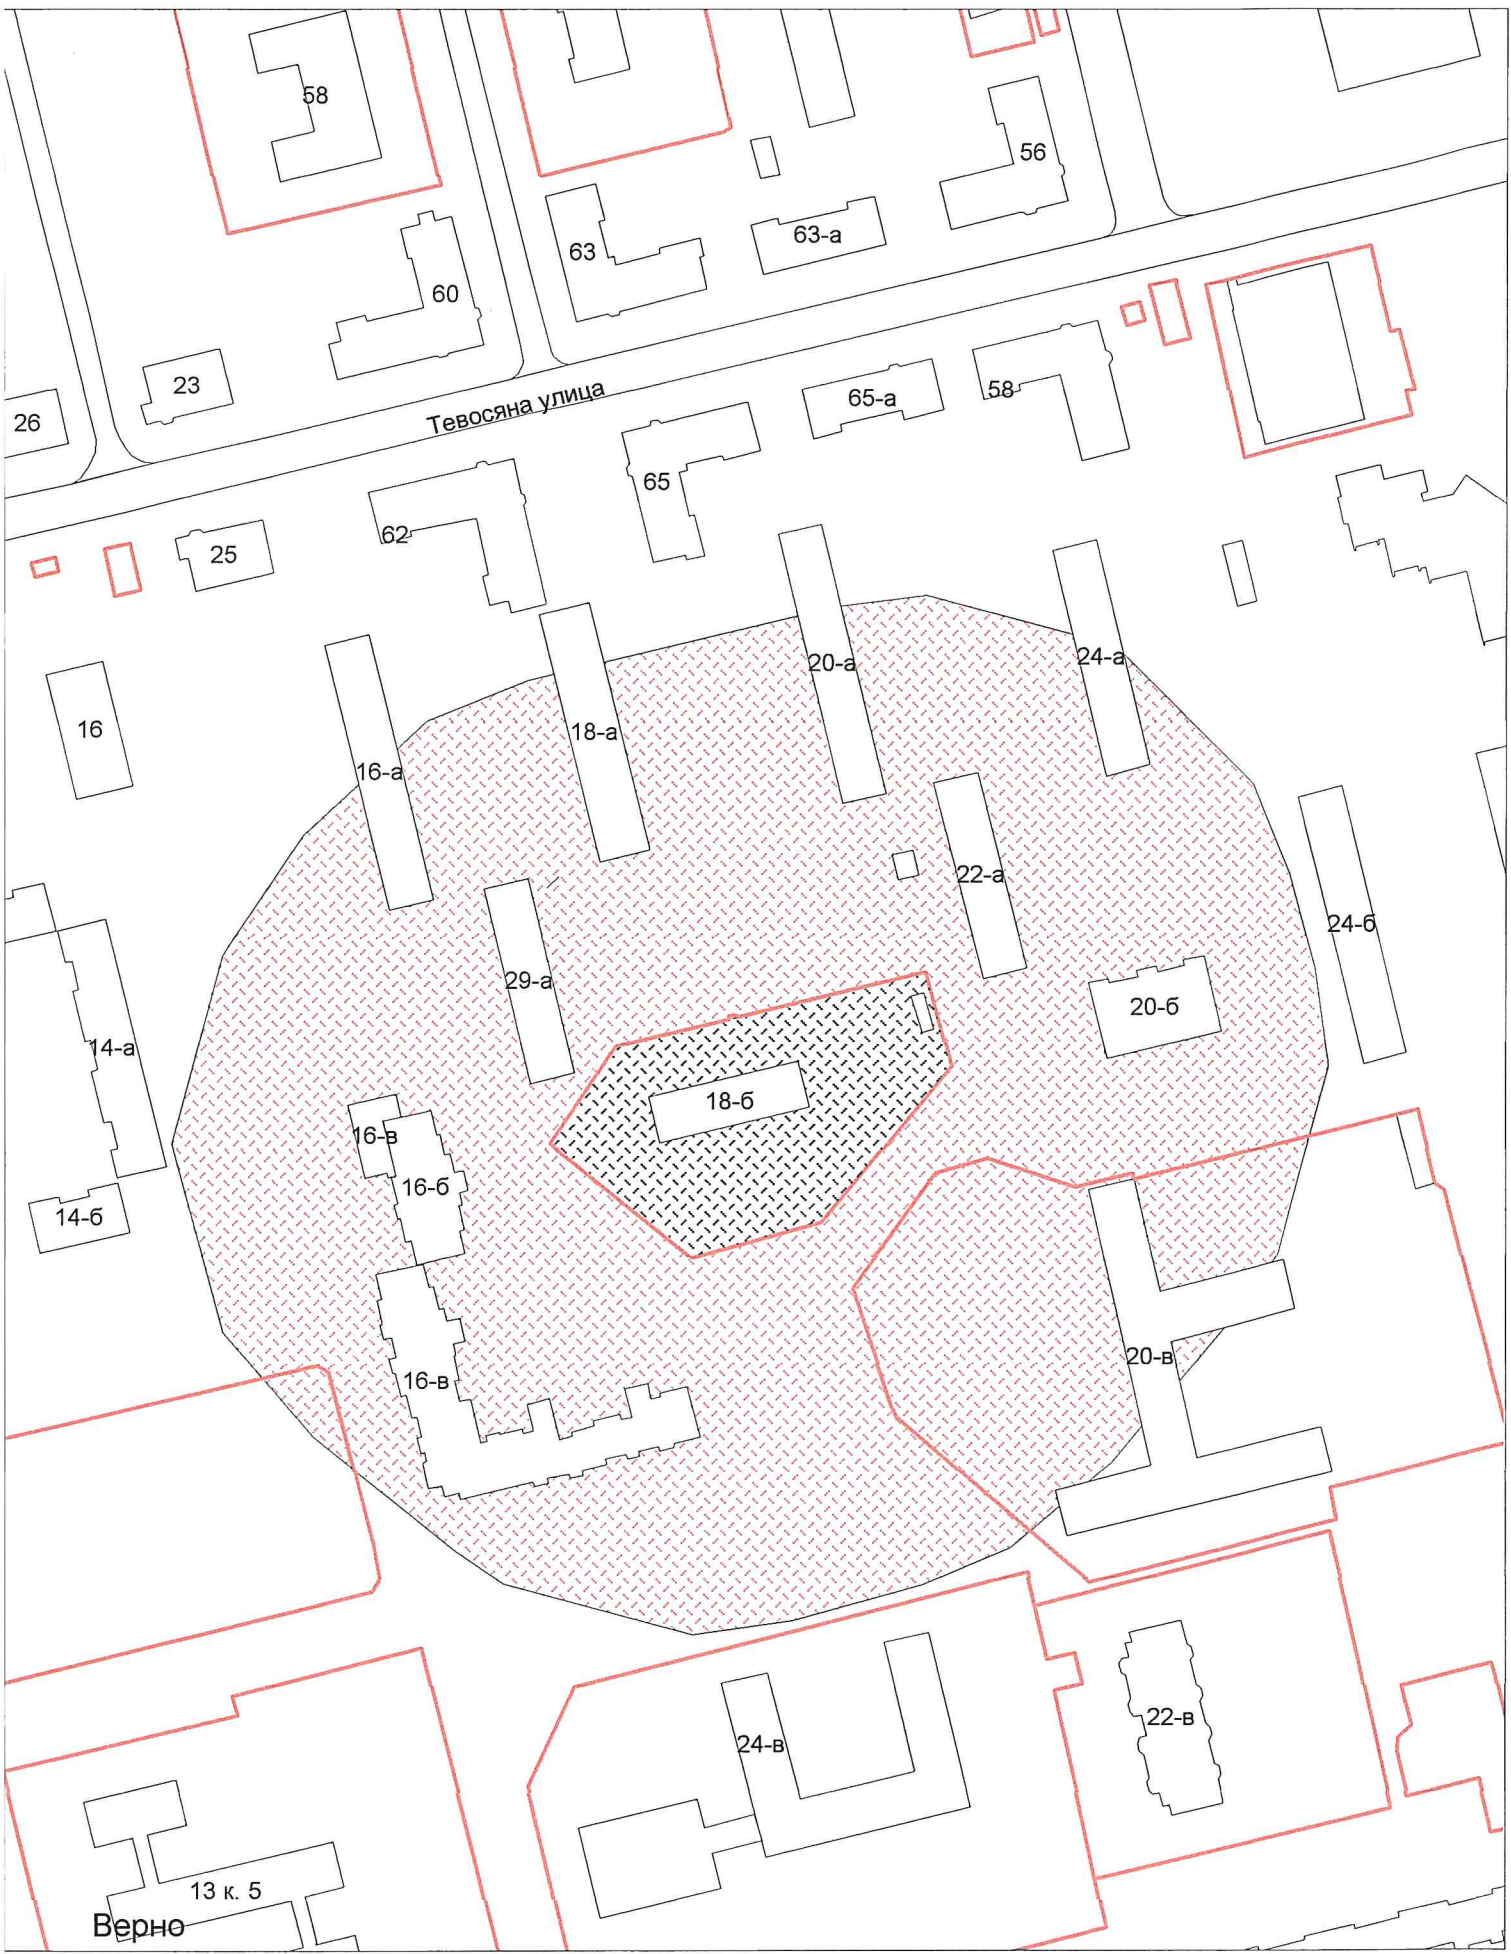 58
56
63
63-а
60
23
26
Тевосяна улица
65-а
58
65
62
25
20-а
24-а
16
18-а
16-а
22-а
24-б
29-а
20-б
14-а
18-б
16-в
16-б
14-б
20-в
16-в
22-в
24-в
13 к. 5
Верно